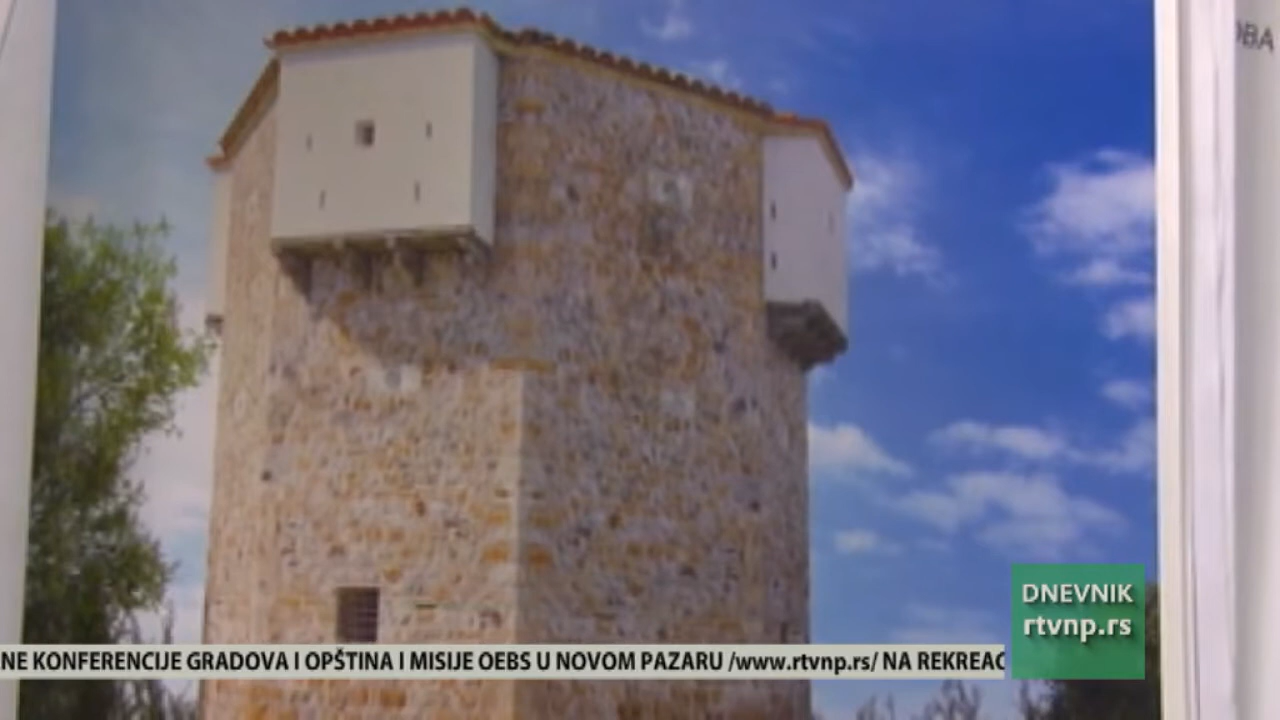 DNEVNIK
rtvnp.rs
NE KONFERENCIJE GRADOVA I OPŠTINA I MISIJE OEBS U NOVOM PAZARU /www.rtvnp.rs/ NA REKREAC